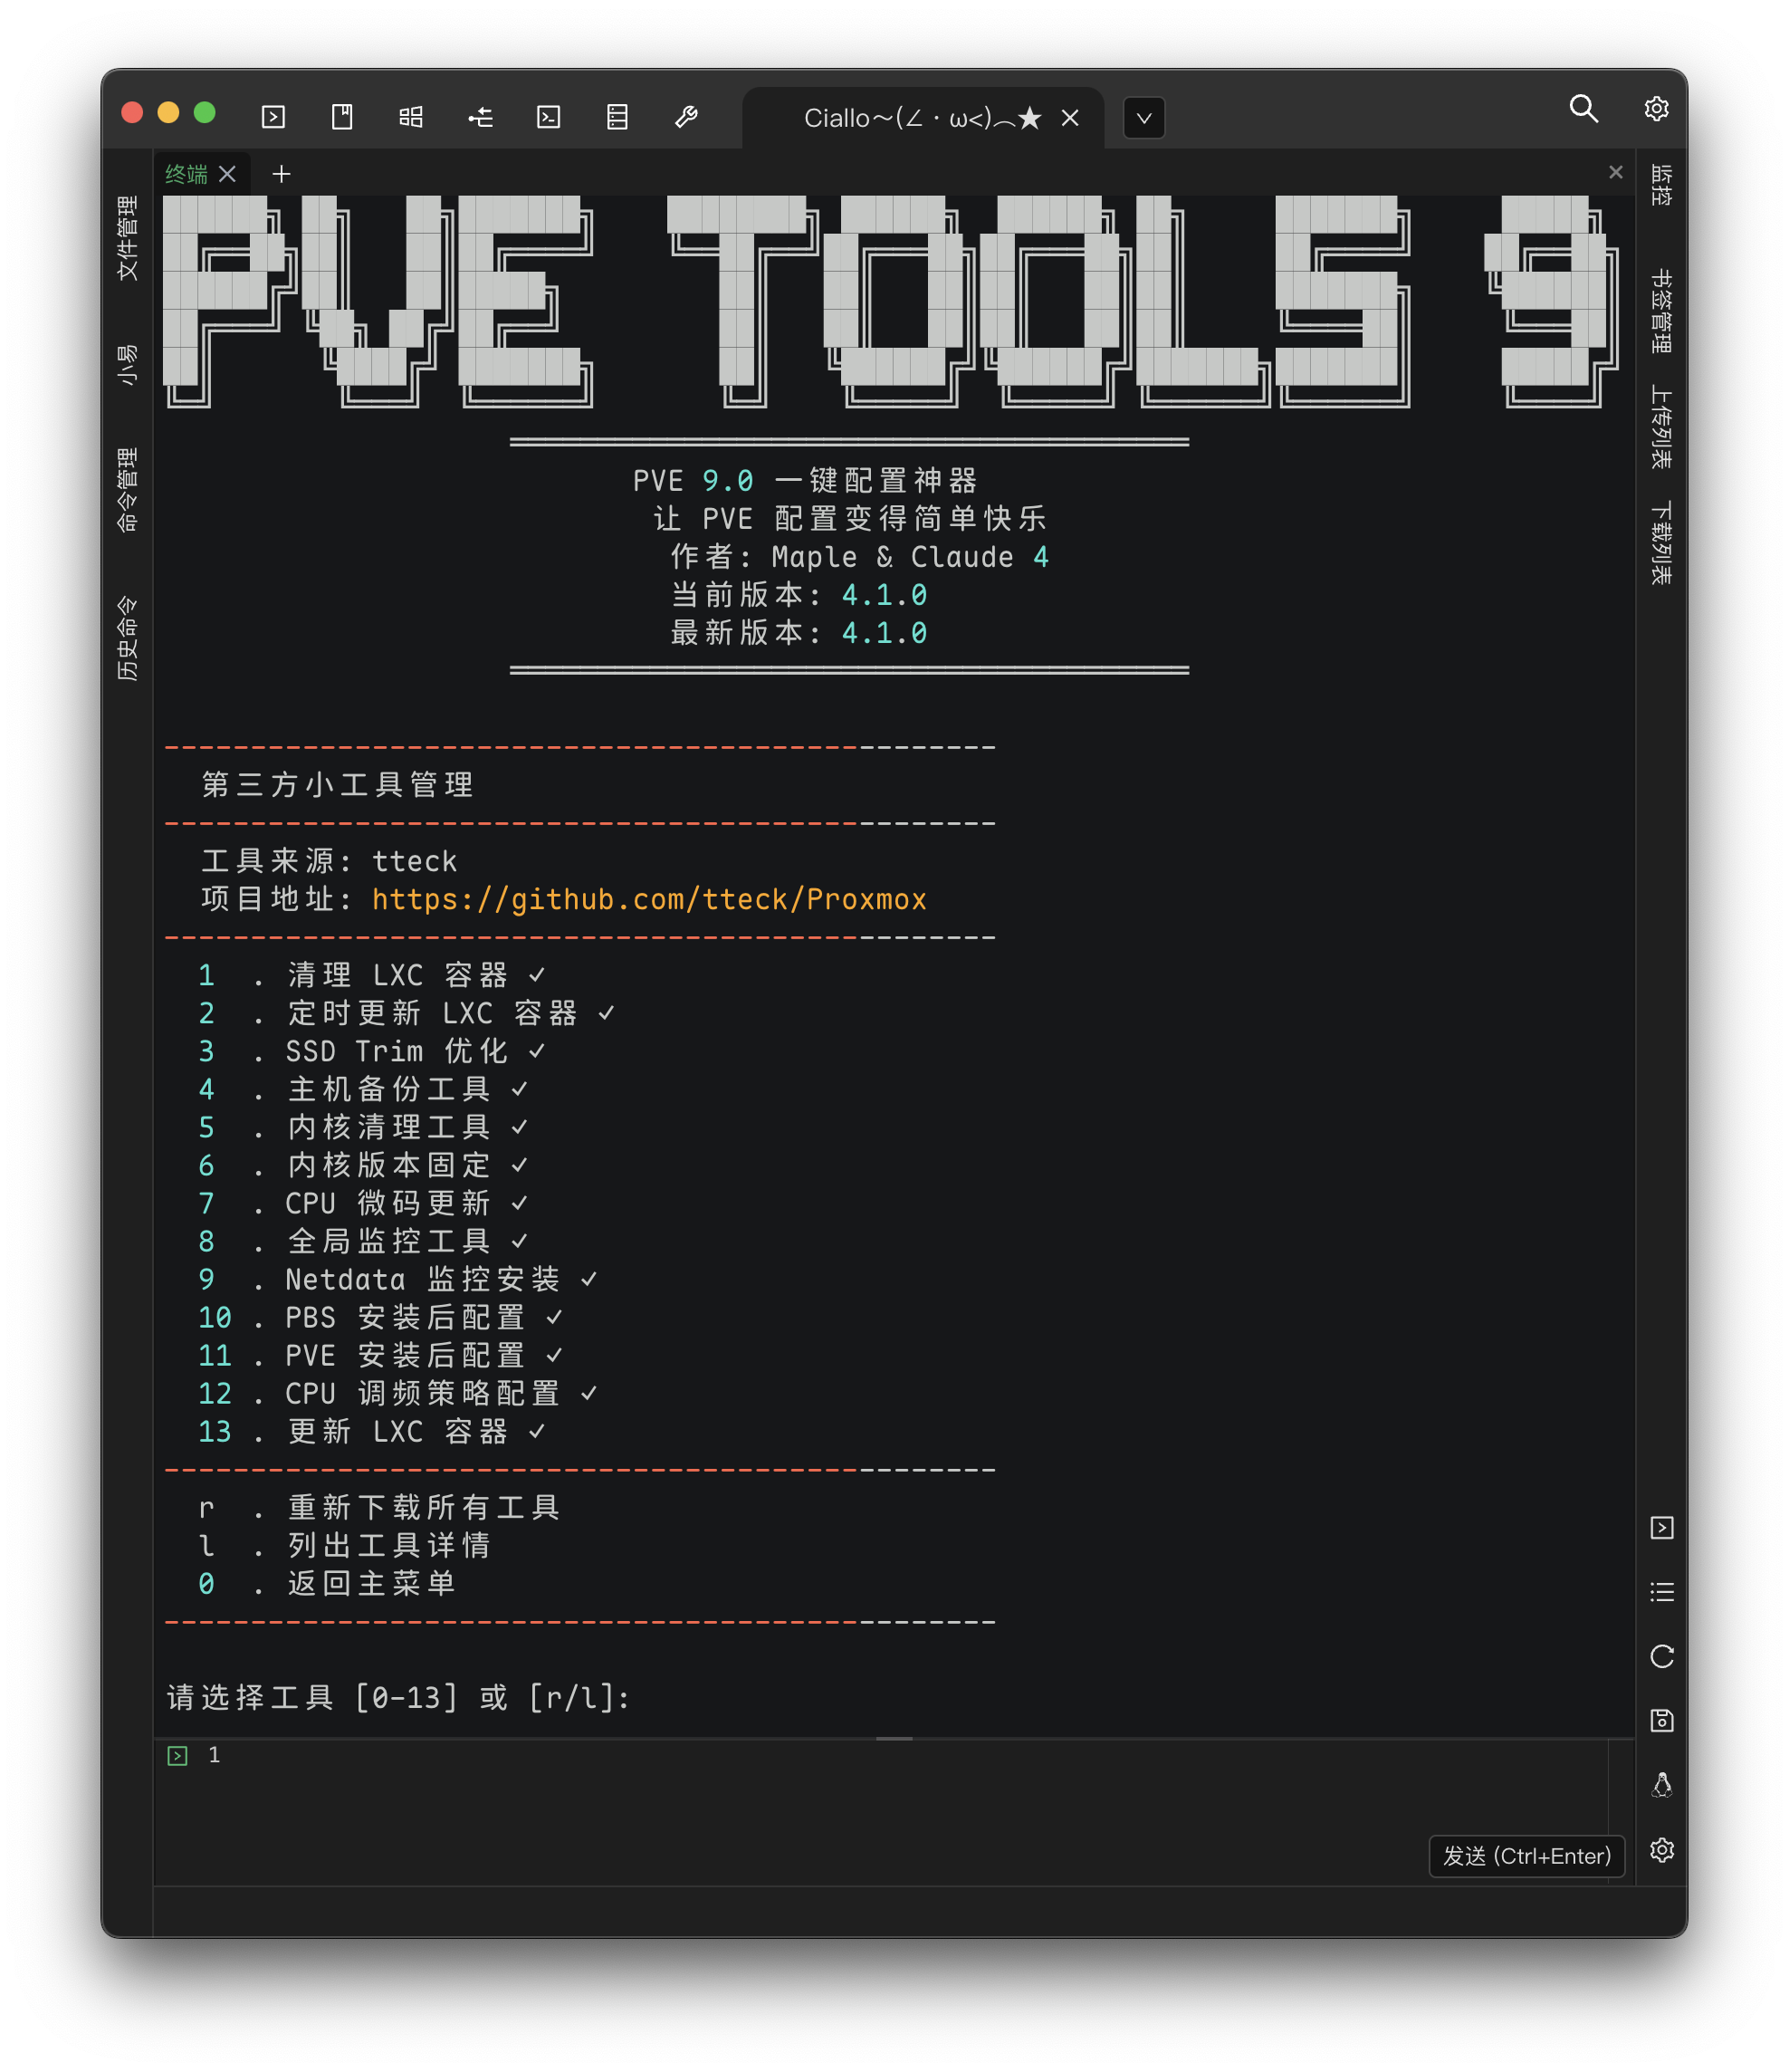 Ciallo～(∠・ω<)⌒★
终端
文件管理
小易
命令管理
历史命令
监控
书签管理
上传列表
下载列表
PVE TOOLS 9
PVE 9.0 一键配置神器
让 PVE 配置变得简单快乐
作者: Maple & Claude 4
当前版本: 4.1.0
最新版本: 4.1.0
----------------------------------------
第三方小工具管理
----------------------------------------
工具来源: tteck
项目地址: https://github.com/tteck/Proxmox
----------------------------------------
1 . 清理 LXC 容器 ✓
2 . 定时更新 LXC 容器 ✓
3 . SSD Trim 优化 ✓
4 . 主机备份工具 ✓
5 . 内核清理工具 ✓
6 . 内核版本固定 ✓
7 . CPU 微码更新 ✓
8 . 全局监控工具 ✓
9 . Netdata 监控安装 ✓
10 . PBS 安装后配置 ✓
11 . PVE 安装后配置 ✓
12 . CPU 调频策略配置 ✓
13 . 更新 LXC 容器 ✓
----------------------------------------
r . 重新下载所有工具
l . 列出工具详情
0 . 返回主菜单
----------------------------------------
请选择工具 [0-13] 或 [r/l]:
1
发送 (Ctrl+Enter)